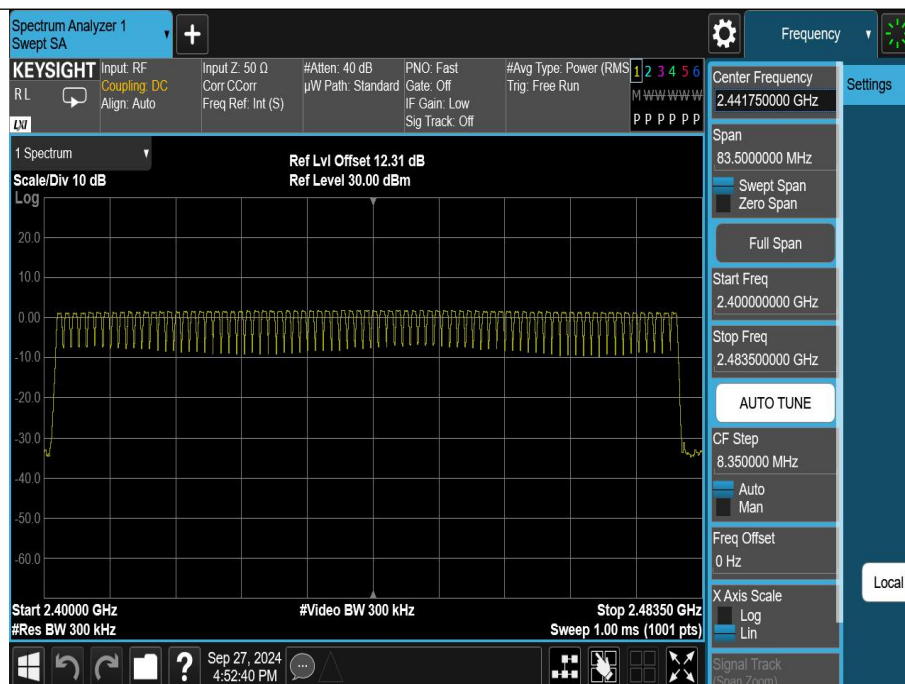 Spectrum Analyzer 1
Swept SA
Frequency
KEYSIGHT
RL
LXI
Input: RF
Coupling: DC
Align: Auto
Input Z: 50 Ω
Corr CCorr
Freq Ref: Int (S)
#Atten: 40 dB
µW Path: Standard
PNO: Fast
Gate: Off
IF Gain: Low
Sig Track: Off
#Avg Type: Power (RMS
Trig: Free Run
1 2 3 4 5 6
M W W W W W
P P P P P P
Center Frequency
2.441750000 GHz
Settings
Span
83.5000000 MHz
Swept Span
Zero Span
Full Span
Start Freq
2.400000000 GHz
Stop Freq
2.483500000 GHz
AUTO TUNE
CF Step
8.350000 MHz
Auto
Man
Freq Offset
0 Hz
X Axis Scale
Log
Lin
Signal Track
(Span Zoom)
Local
1 Spectrum
Scale/Div 10 dB
Ref Lvl Offset 12.31 dB
Ref Level 30.00 dBm
Log
20.0
10.0
0.00
-10.0
-20.0
-30.0
-40.0
-50.0
-60.0
Start 2.40000 GHz
#Video BW 300 kHz
Stop 2.48350 GHz
#Res BW 300 kHz
Sweep 1.00 ms (1001 pts)
Sep 27, 2024
4:52:40 PM